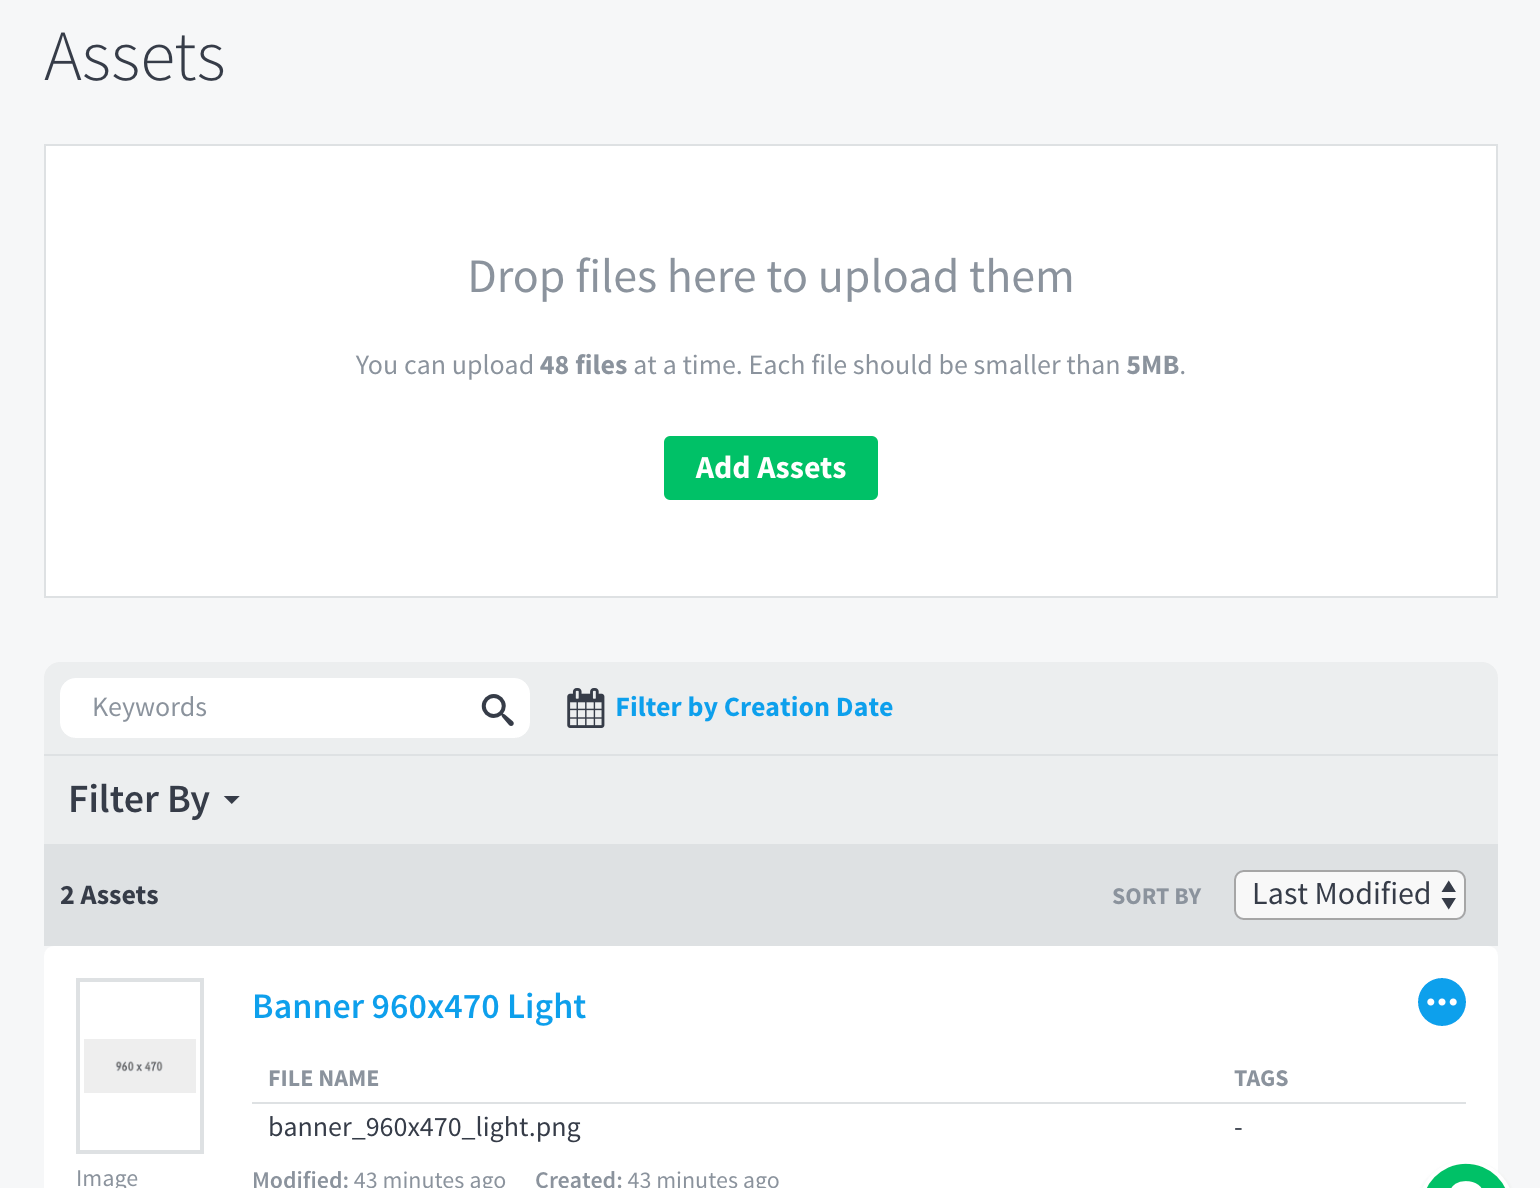 Assets
Drop files here to upload them
You can upload 48 files at a time. Each file should be smaller than 5MB.
Add Assets
Keywords
Filter by Creation Date
Filter By
2 Assets
SORT BY
Last Modified
Banner 960x470 Light
960 x 470
FILE NAME
TAGS
banner_960x470_light.png
-
Image
Modified: 43 minutes ago
Created: 43 minutes ago